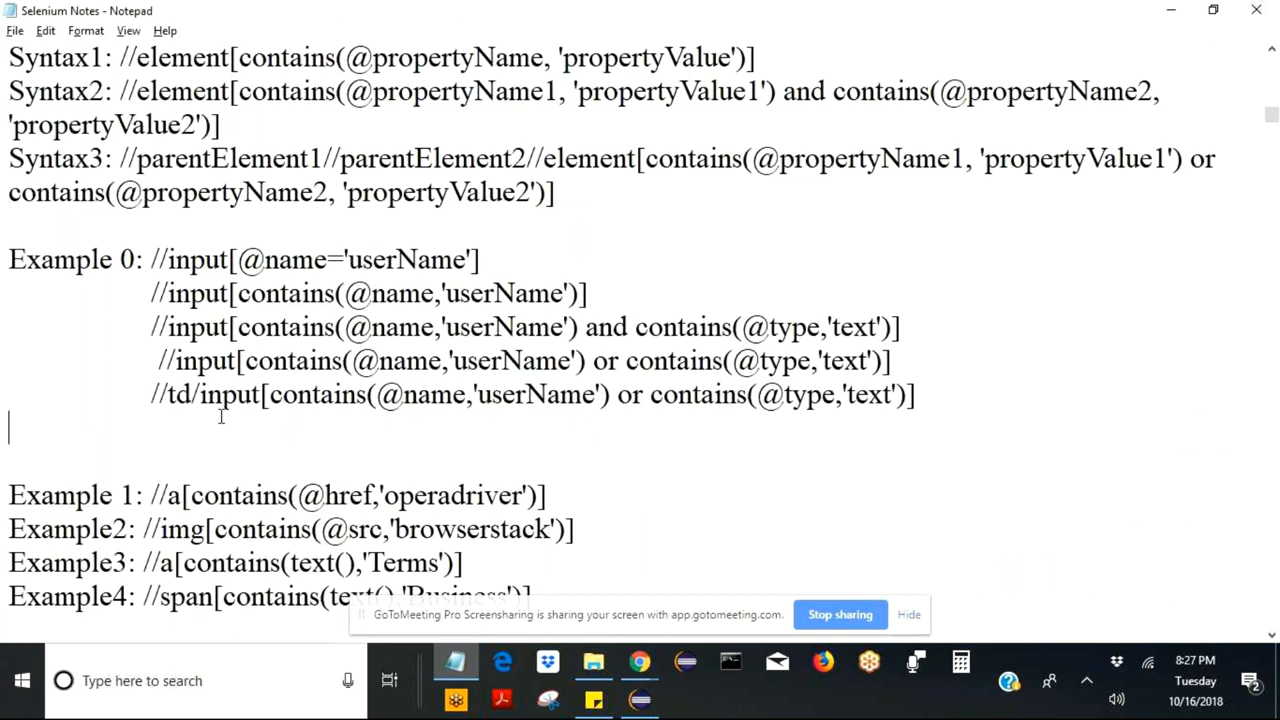 Selenium Notes - Notepad
File Edit Format View Help
Syntax1: //element[contains(@propertyName, 'propertyValue')]
Syntax2: //element[contains(@propertyName1, 'propertyValue1') and contains(@propertyName2,
'propertyValue2')]
Syntax3: //parentElement1//parentElement2//element[contains(@propertyName1, 'propertyValue1') or
contains(@propertyName2, 'propertyValue2')]
Example 0: //input[@name='userName']
//input[contains(@name,'userName')]
//input[contains(@name,'userName') and contains(@type,'text')]
//input[contains(@name,'userName') or contains(@type,'text')]
//td/input[contains(@name,'userName') or contains(@type,'text')]
Example 1: //a[contains(@href,'operadriver')]
Example2: //img[contains(@src,'browserstack')]
Example3: //a[contains(text(),'Terms')]
Example4: //span[contains(text(),'Business')]
GoToMeeting Pro Screensharing is sharing your screen with app.gotomeeting.com. Stop sharing Hide
Type here to search
8:27 PM
Tuesday
10/16/2018
2